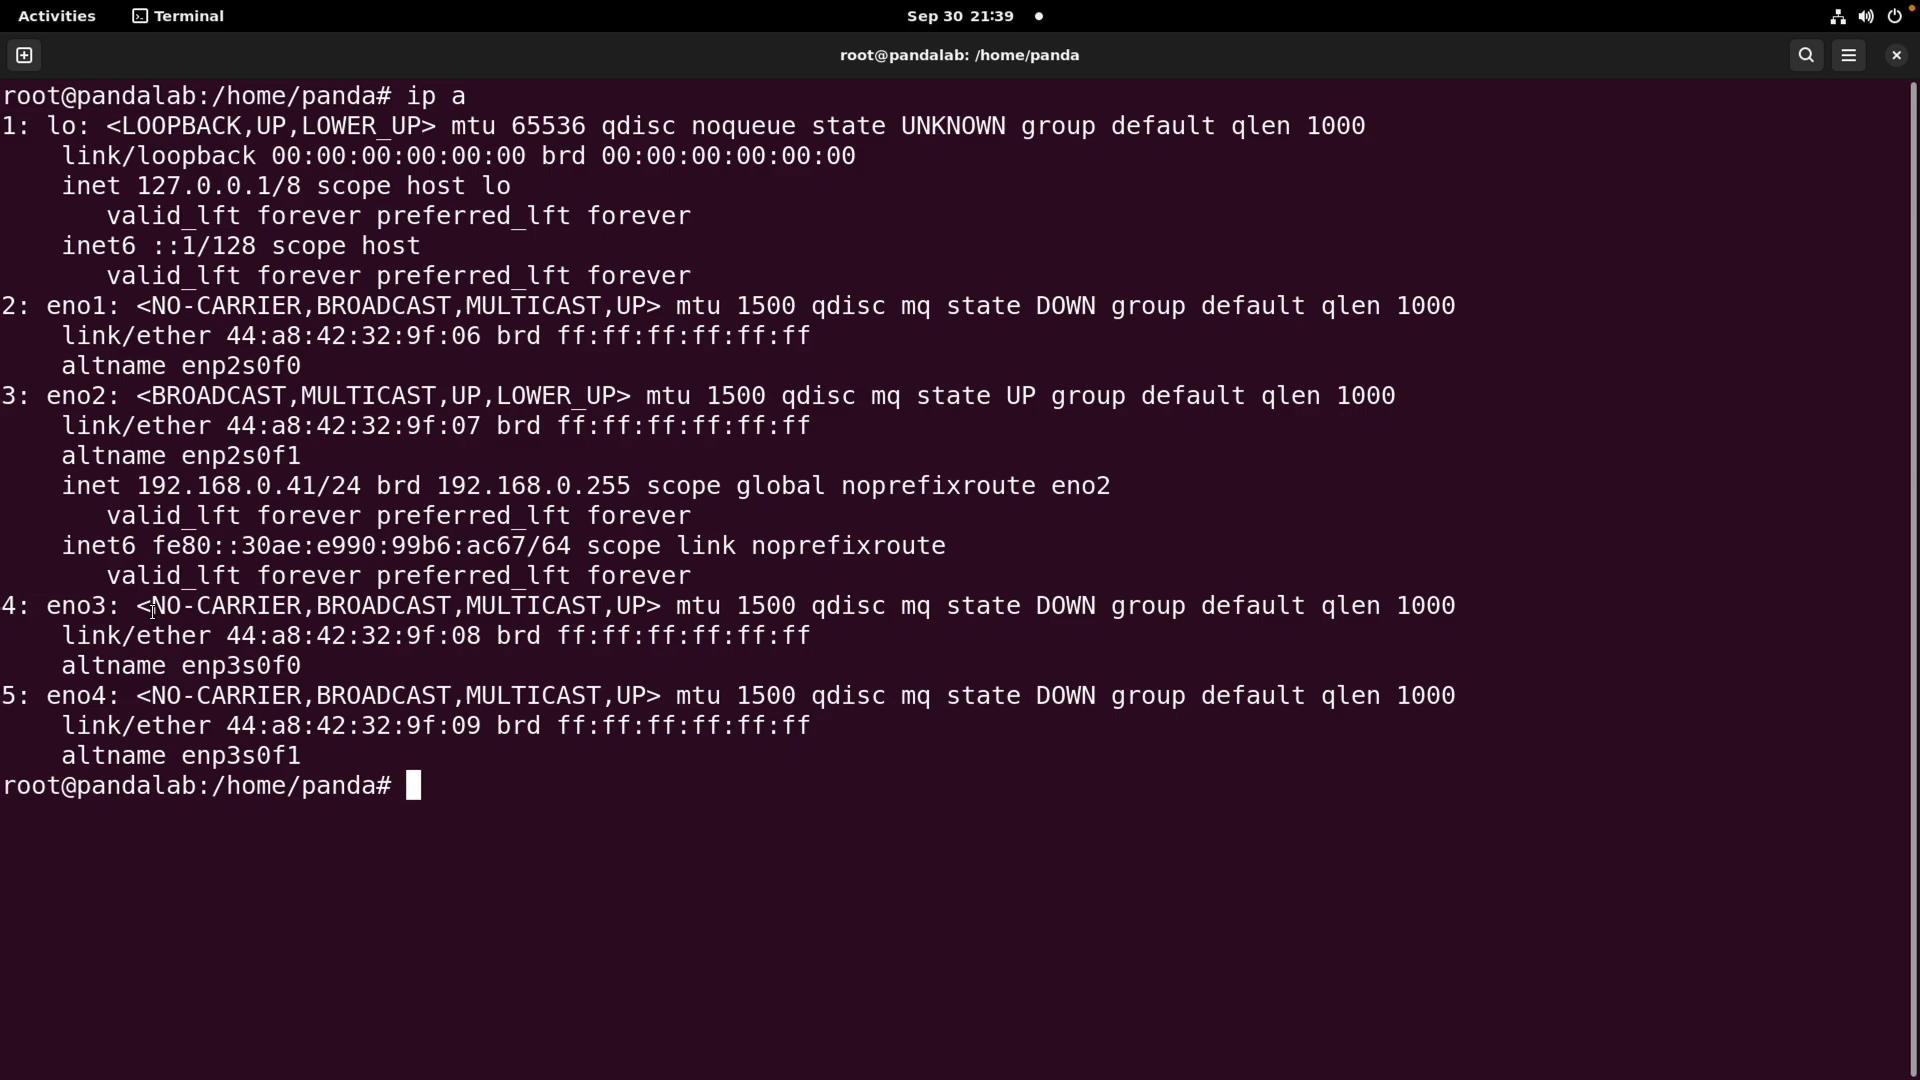 Activities Terminal Sep 30 21:39
root@pandalab: /home/panda
root@pandalab:/home/panda# ip a
1: lo: <LOOPBACK,UP,LOWER_UP> mtu 65536 qdisc noqueue state UNKNOWN group default qlen 1000
    link/loopback 00:00:00:00:00:00 brd 00:00:00:00:00:00
    inet 127.0.0.1/8 scope host lo
       valid_lft forever preferred_lft forever
    inet6 ::1/128 scope host
       valid_lft forever preferred_lft forever
2: eno1: <NO-CARRIER,BROADCAST,MULTICAST,UP> mtu 1500 qdisc mq state DOWN group default qlen 1000
    link/ether 44:a8:42:32:9f:06 brd ff:ff:ff:ff:ff:ff
    altname enp2s0f0
3: eno2: <BROADCAST,MULTICAST,UP,LOWER_UP> mtu 1500 qdisc mq state UP group default qlen 1000
    link/ether 44:a8:42:32:9f:07 brd ff:ff:ff:ff:ff:ff
    altname enp2s0f1
    inet 192.168.0.41/24 brd 192.168.0.255 scope global noprefixroute eno2
       valid_lft forever preferred_lft forever
    inet6 fe80::30ae:e990:99b6:ac67/64 scope link noprefixroute
       valid_lft forever preferred_lft forever
4: eno3: <NO-CARRIER,BROADCAST,MULTICAST,UP> mtu 1500 qdisc mq state DOWN group default qlen 1000
    link/ether 44:a8:42:32:9f:08 brd ff:ff:ff:ff:ff:ff
    altname enp3s0f0
5: eno4: <NO-CARRIER,BROADCAST,MULTICAST,UP> mtu 1500 qdisc mq state DOWN group default qlen 1000
    link/ether 44:a8:42:32:9f:09 brd ff:ff:ff:ff:ff:ff
    altname enp3s0f1
root@pandalab:/home/panda#